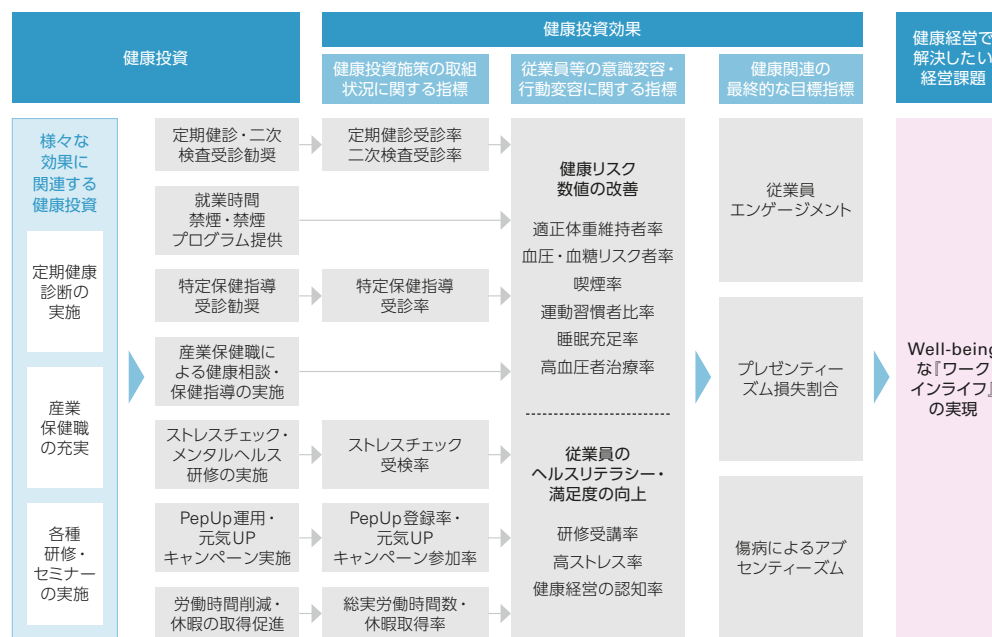 健康投資
健康投資効果
健康経営で
解決したい
経営課題
健康投資施策の取組
状況に関する指標
従業員等の意識変容・
行動変容に関する指標
健康関連の
最終的な目標指標
様々な
効果に
関連する
健康投資
定期健康
診断の
実施
産業
保健職
の充実
各種
研修・
セミナー
の実施
定期健診・二次
検査受診勧奨
就業時間
禁煙・禁煙
プログラム提供
特定保健指導
受診勧奨
産業保健職に
よる健康相談・
保健指導の実施
ストレスチェック・
メンタルヘルス
研修の実施
PepUp運用・
元気UP
キャンペーン実施
労働時間削減・
休暇の取得促進
定期健診受診率
二次検査受診率
特定保健指導
受診率
ストレスチェック
受検率
PepUp登録率・
元気UP
キャンペーン参加率
総実労働時間数・
休暇取得率
健康リスク
数値の改善
適正体重維持者率
血圧・血糖リスク者率
喫煙率
運動習慣者比率
睡眠充足率
高血圧者治療率
従業員の
ヘルスリテラシー・
満足度の向上
研修受講率
高ストレス率
健康経営の認知率
従業員
エンゲージメント
プレゼンティー
ズム損失割合
傷病によるアブ
センティーズム
Well-being
な『ワーク
インライフ』
の実現